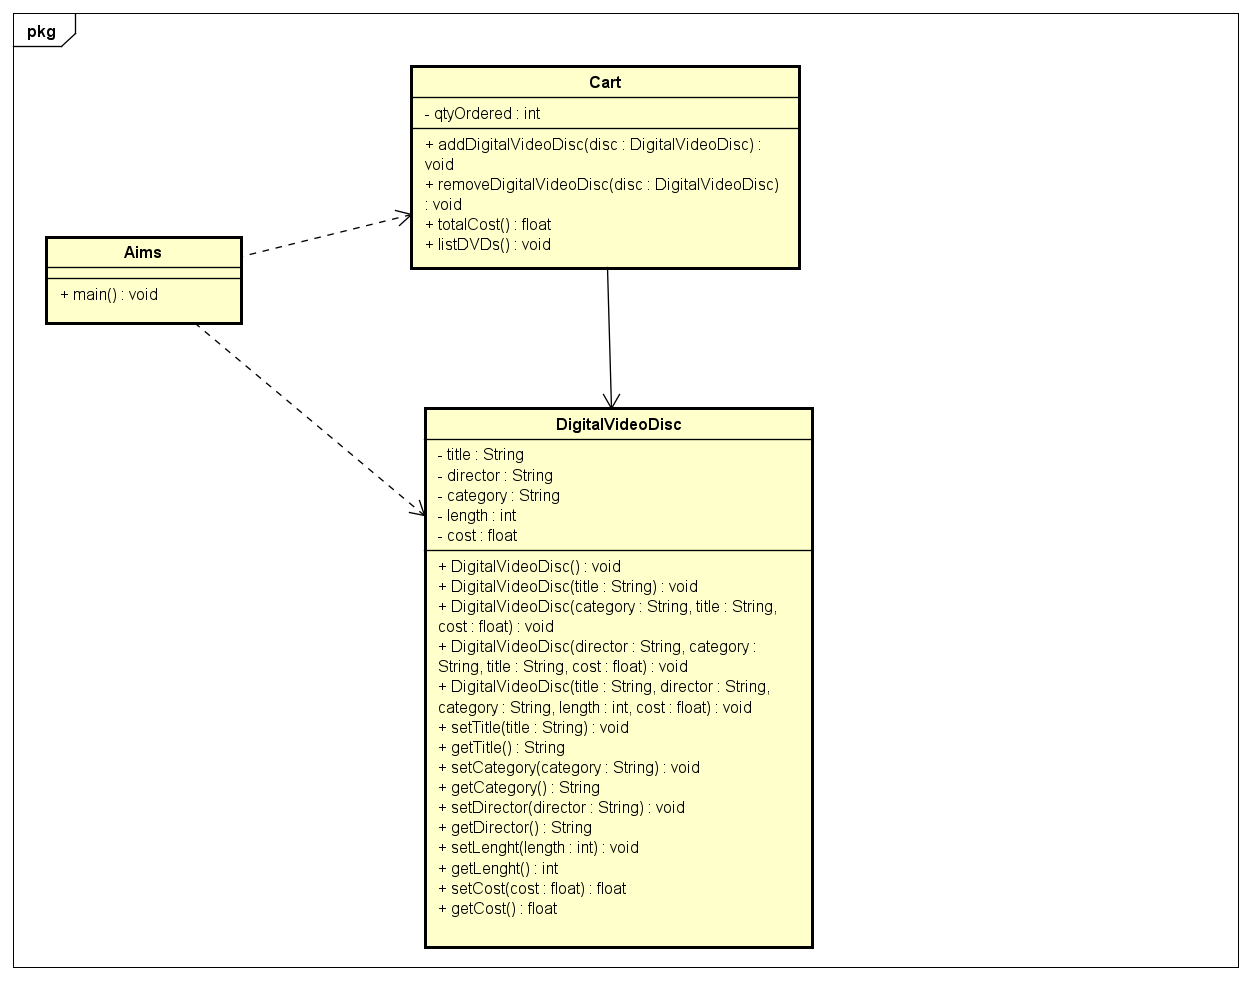 pkg
Cart
- qtyOrdered : int
+ addDigitalVideoDisc(disc : DigitalVideoDisc) :
void
+ removeDigitalVideoDisc(disc : DigitalVideoDisc)
: void
+ totalCost() : float
+ listDVDs() : void
Aims
+ main() : void
DigitalVideoDisc
- title : String
- director : String
- category : String
- length : int
- cost : float
+ DigitalVideoDisc() : void
+ DigitalVideoDisc(title : String) : void
+ DigitalVideoDisc(category : String, title : String,
cost : float) : void
+ DigitalVideoDisc(director : String, category :
String, title : String, cost : float) : void
+ DigitalVideoDisc(title : String, director : String,
category : String, length : int, cost : float) : void
+ setTitle(title : String) : void
+ getTitle() : String
+ setCategory(category : String) : void
+ getCategory() : String
+ setDirector(director : String) : void
+ getDirector() : String
+ setLenght(length : int) : void
+ getLenght() : int
+ setCost(cost : float) : float
+ getCost() : float